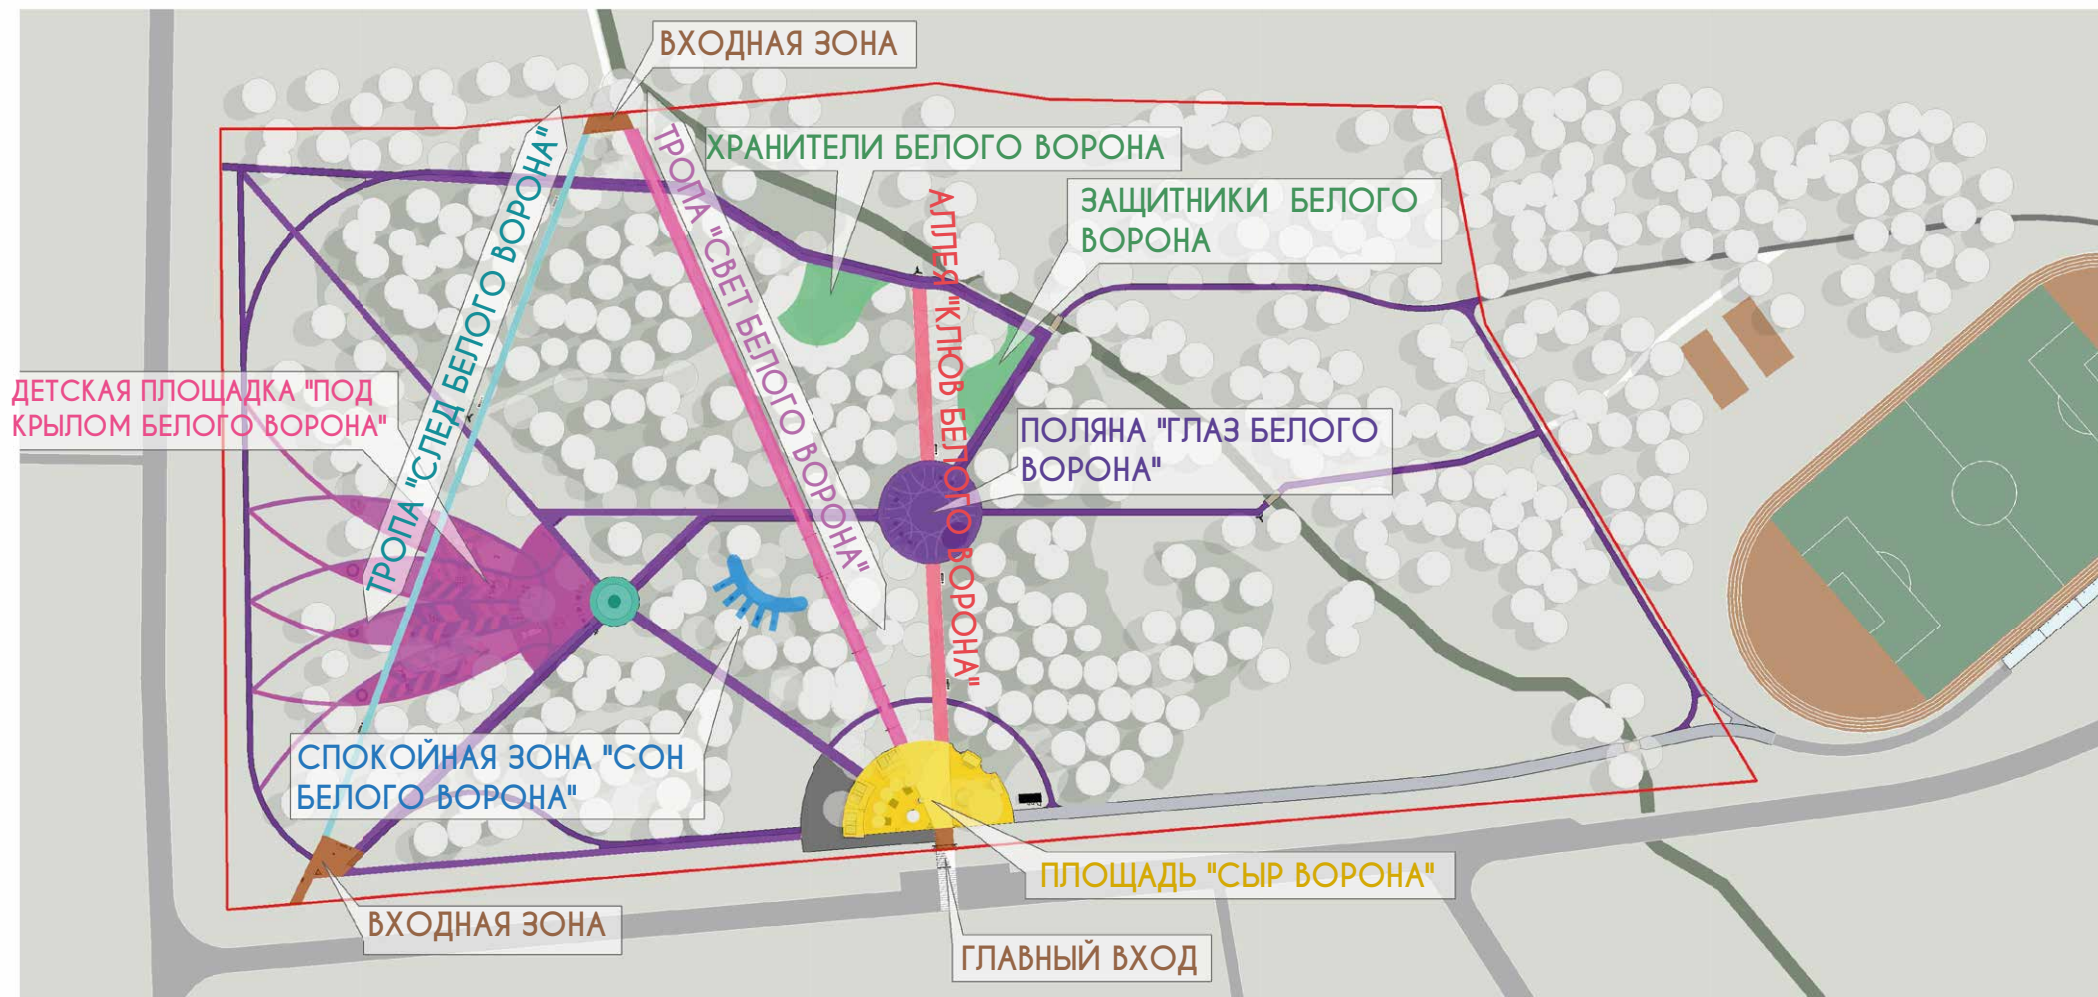 ВХОДНАЯ ЗОНА
ТРОПА "СЛЕД БЕЛОГО ВОРОНА"
ТРОПА "СВЕТ БЕЛОГО ВОРОНА"
ХРАНИТЕЛИ БЕЛОГО ВОРОНА
АЛЛЕЯ "КЛЮВ БЕЛОГО ВОРОНА"
ЗАЩИТНИКИ БЕЛОГО
ВОРОНА
ДЕТСКАЯ ПЛОЩАДКА "ПОД
КРЫЛОМ БЕЛОГО ВОРОНА"
ПОЛЯНА "ГЛАЗ БЕЛОГО
ВОРОНА"
СПОКОЙНАЯ ЗОНА "СОН
БЕЛОГО ВОРОНА"
ПЛОЩАДЬ "СЫР ВОРОНА"
ВХОДНАЯ ЗОНА
ГЛАВНЫЙ ВХОД